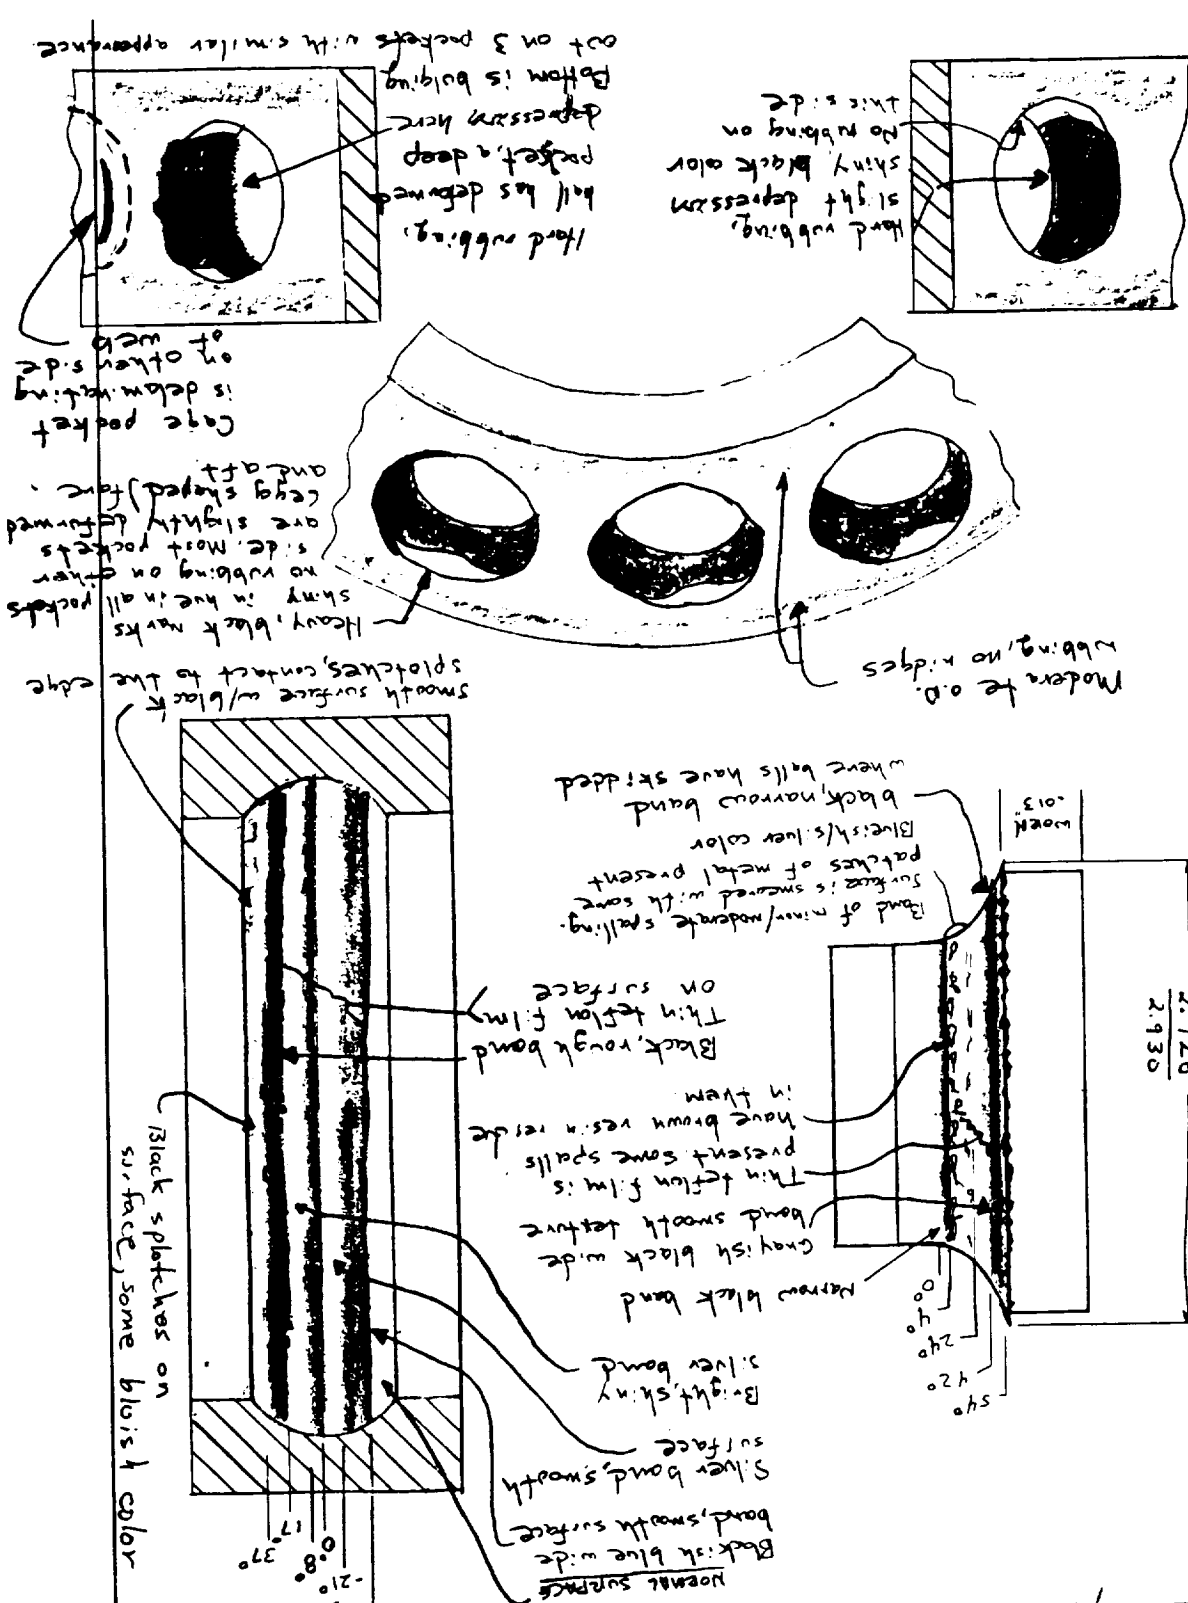 NORMAL SURFACE
Blackish blue wide
band, smooth surface
Silver band, smooth
surface
Bright, shiny
silver band
-21°
0°
8°
17°
37°
Black splotches on
surface, some bluish color
54°
42°
24°
4°
0°
Narrow black band
Grayish black wide
band smooth texture
Thin teflon film is
present some spalls
have brown resin residue
in them
Black, rough band
Thin teflon film
on surface
2.930
Band of minor/moderate spalling.
Surface is smeared with some
patches of metal present
Blueish/silver color
black, narrow band
where balls have skidded
WORN
.013"
Smooth surface w/black
splotches, contact to the edge
Moderate O.D.
rubbing, no ridges
Heavy, black marks
shiny in hue in all pockets
no rubbing on other
side. Most pockets
are slightly deformed
(egg shaped) fore
and aft
Cage pocket
is delaminating
on other side
of web
Hard rubbing,
slight depression
shiny, black color
No rubbing on
this side
Hard rubbing,
ball has deformed
pocket, a deep
depression here
Bottom is bulging
out on 3 pockets with similar appearance